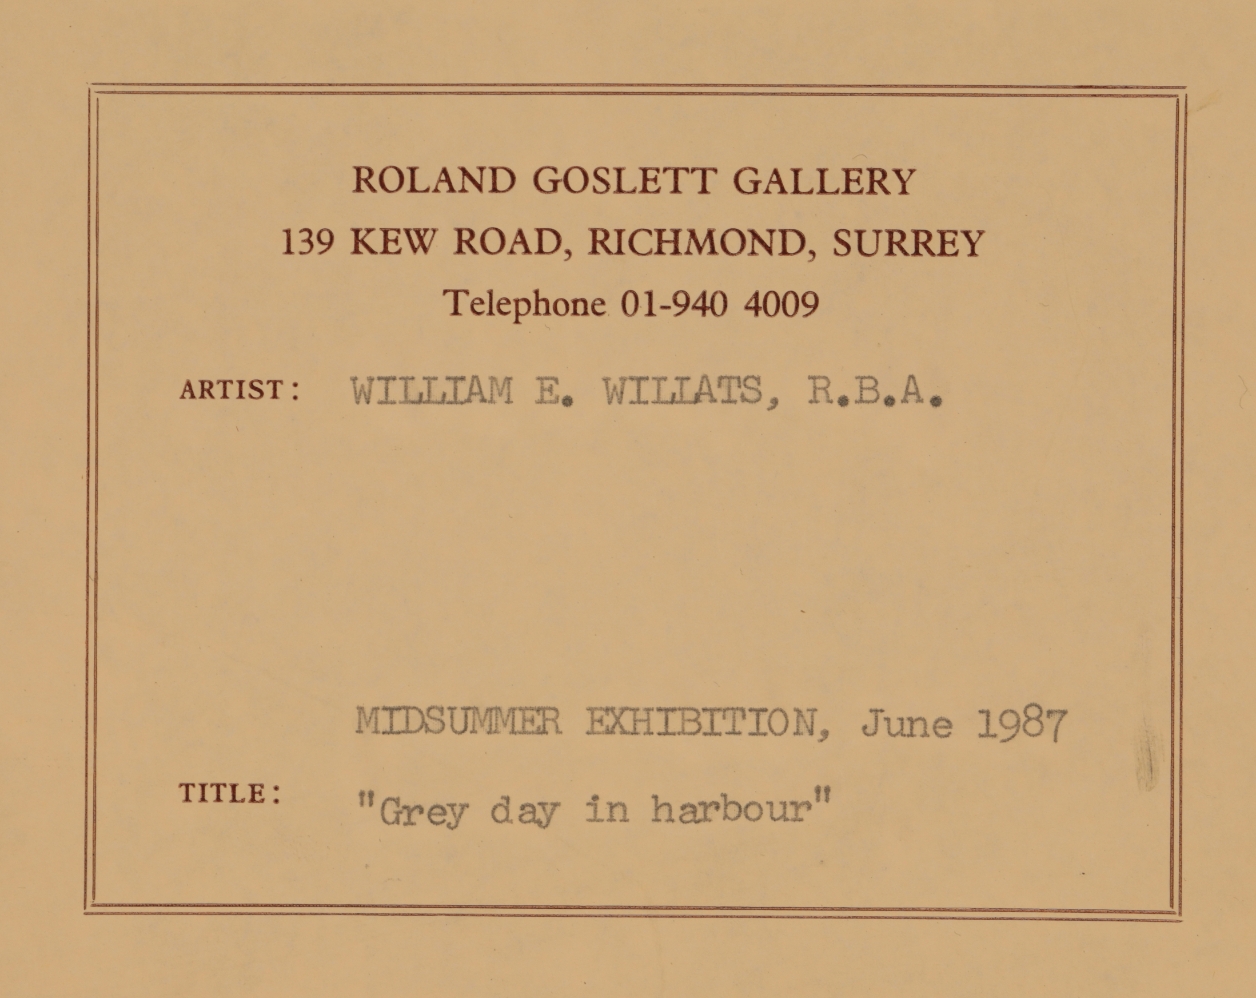 ROLAND GOSLETT GALLERY
139 KEW ROAD, RICHMOND, SURREY
Telephone 01-940 4009
ARTIST: WILLIAM E. WILLATS, R.B.A.
MIDSUMMER EXHIBITION, June 1987
TITLE: "Grey day in harbour"